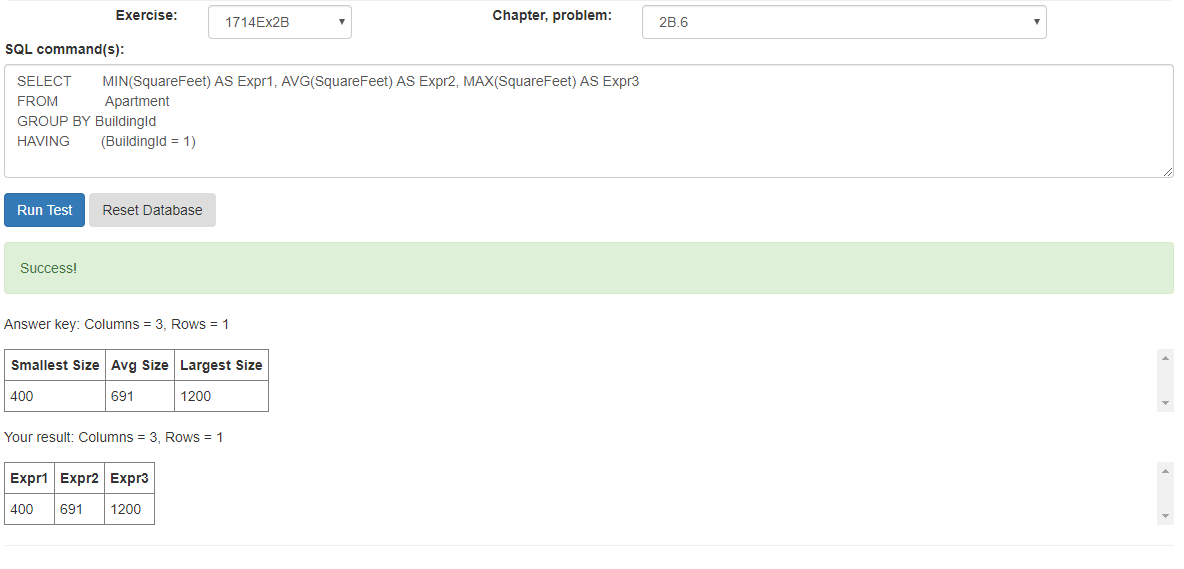 Exercise: 1714Ex2B Chapter, problem: 2B.6
SQL command(s):
SELECT MIN(SquareFeet) AS Expr1, AVG(SquareFeet) AS Expr2, MAX(SquareFeet) AS Expr3
FROM Apartment
GROUP BY BuildingId
HAVING (BuildingId = 1)
Run Test Reset Database
Success!
Answer key: Columns = 3, Rows = 1
Smallest Size Avg Size Largest Size
400 691 1200
Your result: Columns = 3, Rows = 1
Expr1 Expr2 Expr3
400 691 1200